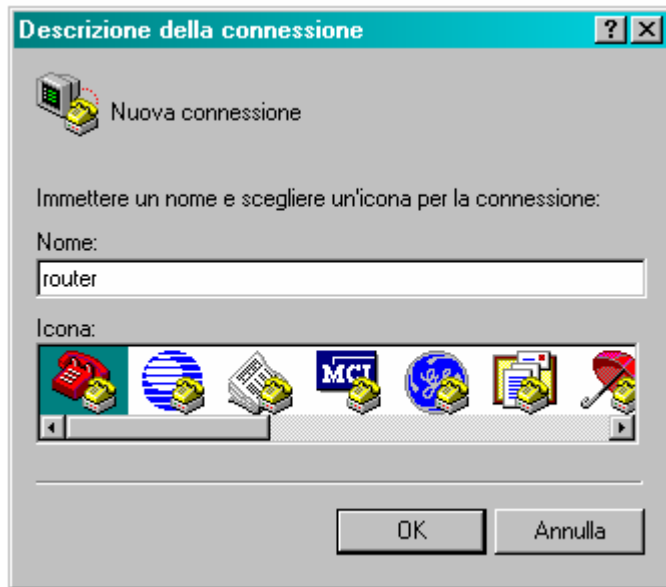 Descrizione della connessione
Nuova connessione
Immettere un nome e scegliere un'icona per la connessione:
Nome:
router
Icona:
MCI
OK Annulla